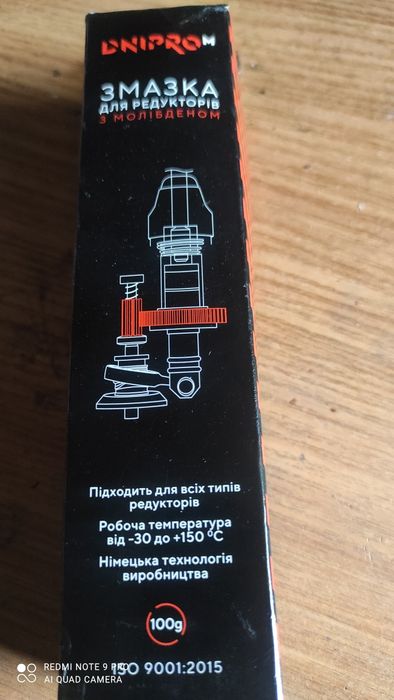 DNIPRO M
ЗМАЗКА
ДЛЯ РЕДУКТОРІВ
З МОЛІБДЕНОМ
Підходить для всіх типів
редукторів
Робоча температура
від -30 до +150 °C
Німецька технологія
виробництва
100g
ISO 9001:2015
REDMI NOTE 9 PRO
AI QUAD CAMERA